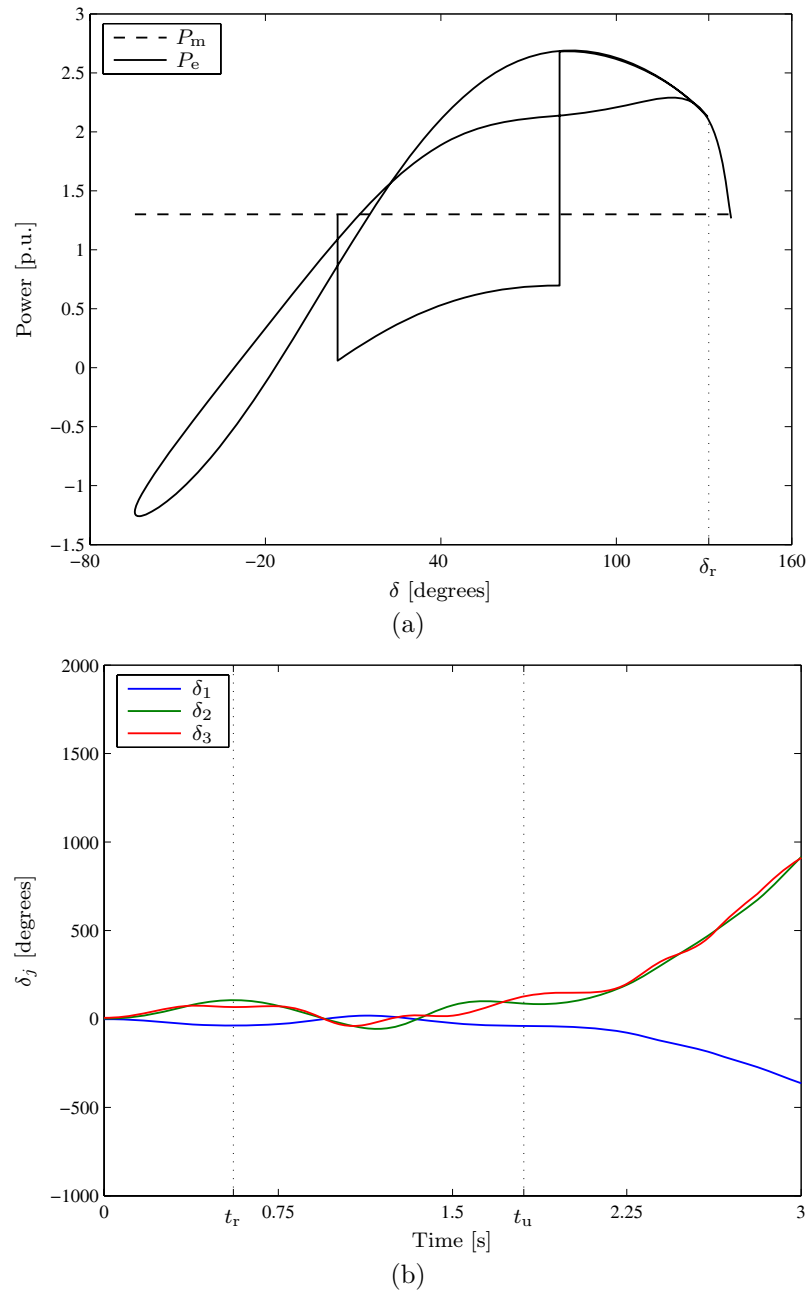 3
2.5
2
1.5
1
0.5
0
−0.5
−1
−1.5
Power [p.u.]
P_m
P_e
−80
−20
40
100
δ_r
160
δ [degrees]
(a)
2000
1500
1000
500
0
−500
−1000
δ_j [degrees]
δ_1
δ_2
δ_3
0
t_r
0.75
1.5
t_u
2.25
3
Time [s]
(b)